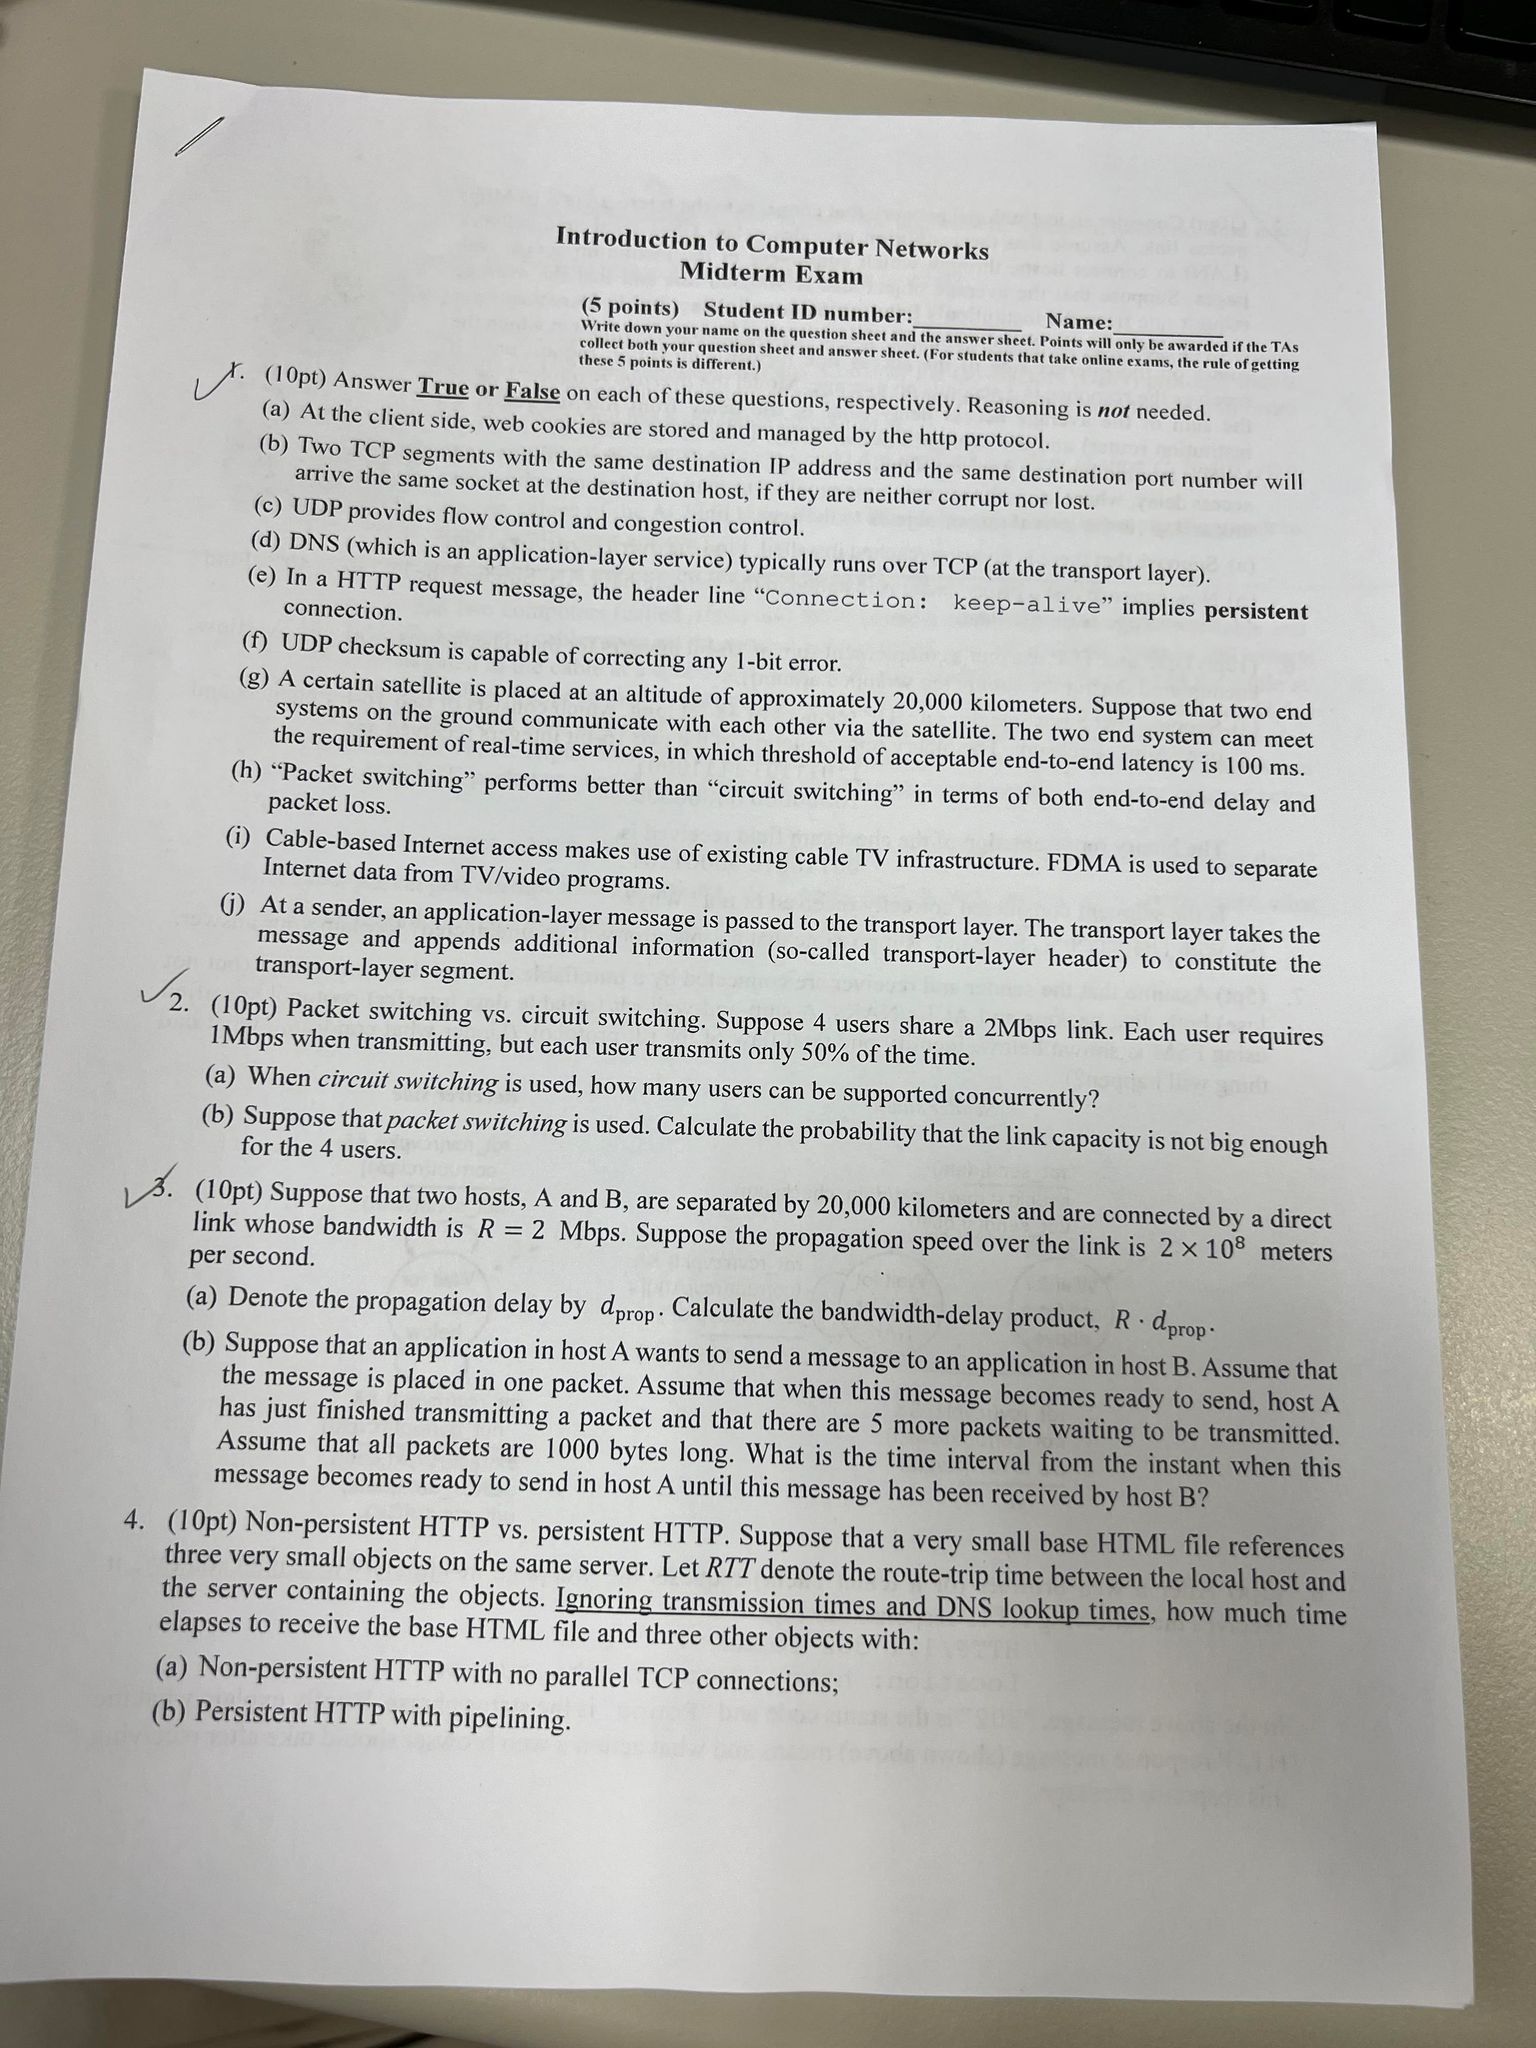 Introduction to Computer Networks
Midterm Exam
(5 points) Student ID number:__________ Name:__________
Write down your name on the question sheet and the answer sheet. Points will only be awarded if the TAs
collect both your question sheet and answer sheet. (For students that take online exams, the rule of getting
these 5 points is different.)
1. (10pt) Answer True or False on each of these questions, respectively. Reasoning is not needed.
(a) At the client side, web cookies are stored and managed by the http protocol.
(b) Two TCP segments with the same destination IP address and the same destination port number will
arrive the same socket at the destination host, if they are neither corrupt nor lost.
(c) UDP provides flow control and congestion control.
(d) DNS (which is an application-layer service) typically runs over TCP (at the transport layer).
(e) In a HTTP request message, the header line “Connection: keep-alive” implies persistent
connection.
(f) UDP checksum is capable of correcting any 1-bit error.
(g) A certain satellite is placed at an altitude of approximately 20,000 kilometers. Suppose that two end
systems on the ground communicate with each other via the satellite. The two end system can meet
the requirement of real-time services, in which threshold of acceptable end-to-end latency is 100 ms.
(h) “Packet switching” performs better than “circuit switching” in terms of both end-to-end delay and
packet loss.
(i) Cable-based Internet access makes use of existing cable TV infrastructure. FDMA is used to separate
Internet data from TV/video programs.
(j) At a sender, an application-layer message is passed to the transport layer. The transport layer takes the
message and appends additional information (so-called transport-layer header) to constitute the
transport-layer segment.
2. (10pt) Packet switching vs. circuit switching. Suppose 4 users share a 2Mbps link. Each user requires
1Mbps when transmitting, but each user transmits only 50% of the time.
(a) When circuit switching is used, how many users can be supported concurrently?
(b) Suppose that packet switching is used. Calculate the probability that the link capacity is not big enough
for the 4 users.
3. (10pt) Suppose that two hosts, A and B, are separated by 20,000 kilometers and are connected by a direct
link whose bandwidth is R = 2 Mbps. Suppose the propagation speed over the link is 2 × 10⁸ meters
per second.
(a) Denote the propagation delay by d_prop. Calculate the bandwidth-delay product, R · d_prop.
(b) Suppose that an application in host A wants to send a message to an application in host B. Assume that
the message is placed in one packet. Assume that when this message becomes ready to send, host A
has just finished transmitting a packet and that there are 5 more packets waiting to be transmitted.
Assume that all packets are 1000 bytes long. What is the time interval from the instant when this
message becomes ready to send in host A until this message has been received by host B?
4. (10pt) Non-persistent HTTP vs. persistent HTTP. Suppose that a very small base HTML file references
three very small objects on the same server. Let RTT denote the route-trip time between the local host and
the server containing the objects. Ignoring transmission times and DNS lookup times, how much time
elapses to receive the base HTML file and three other objects with:
(a) Non-persistent HTTP with no parallel TCP connections;
(b) Persistent HTTP with pipelining.